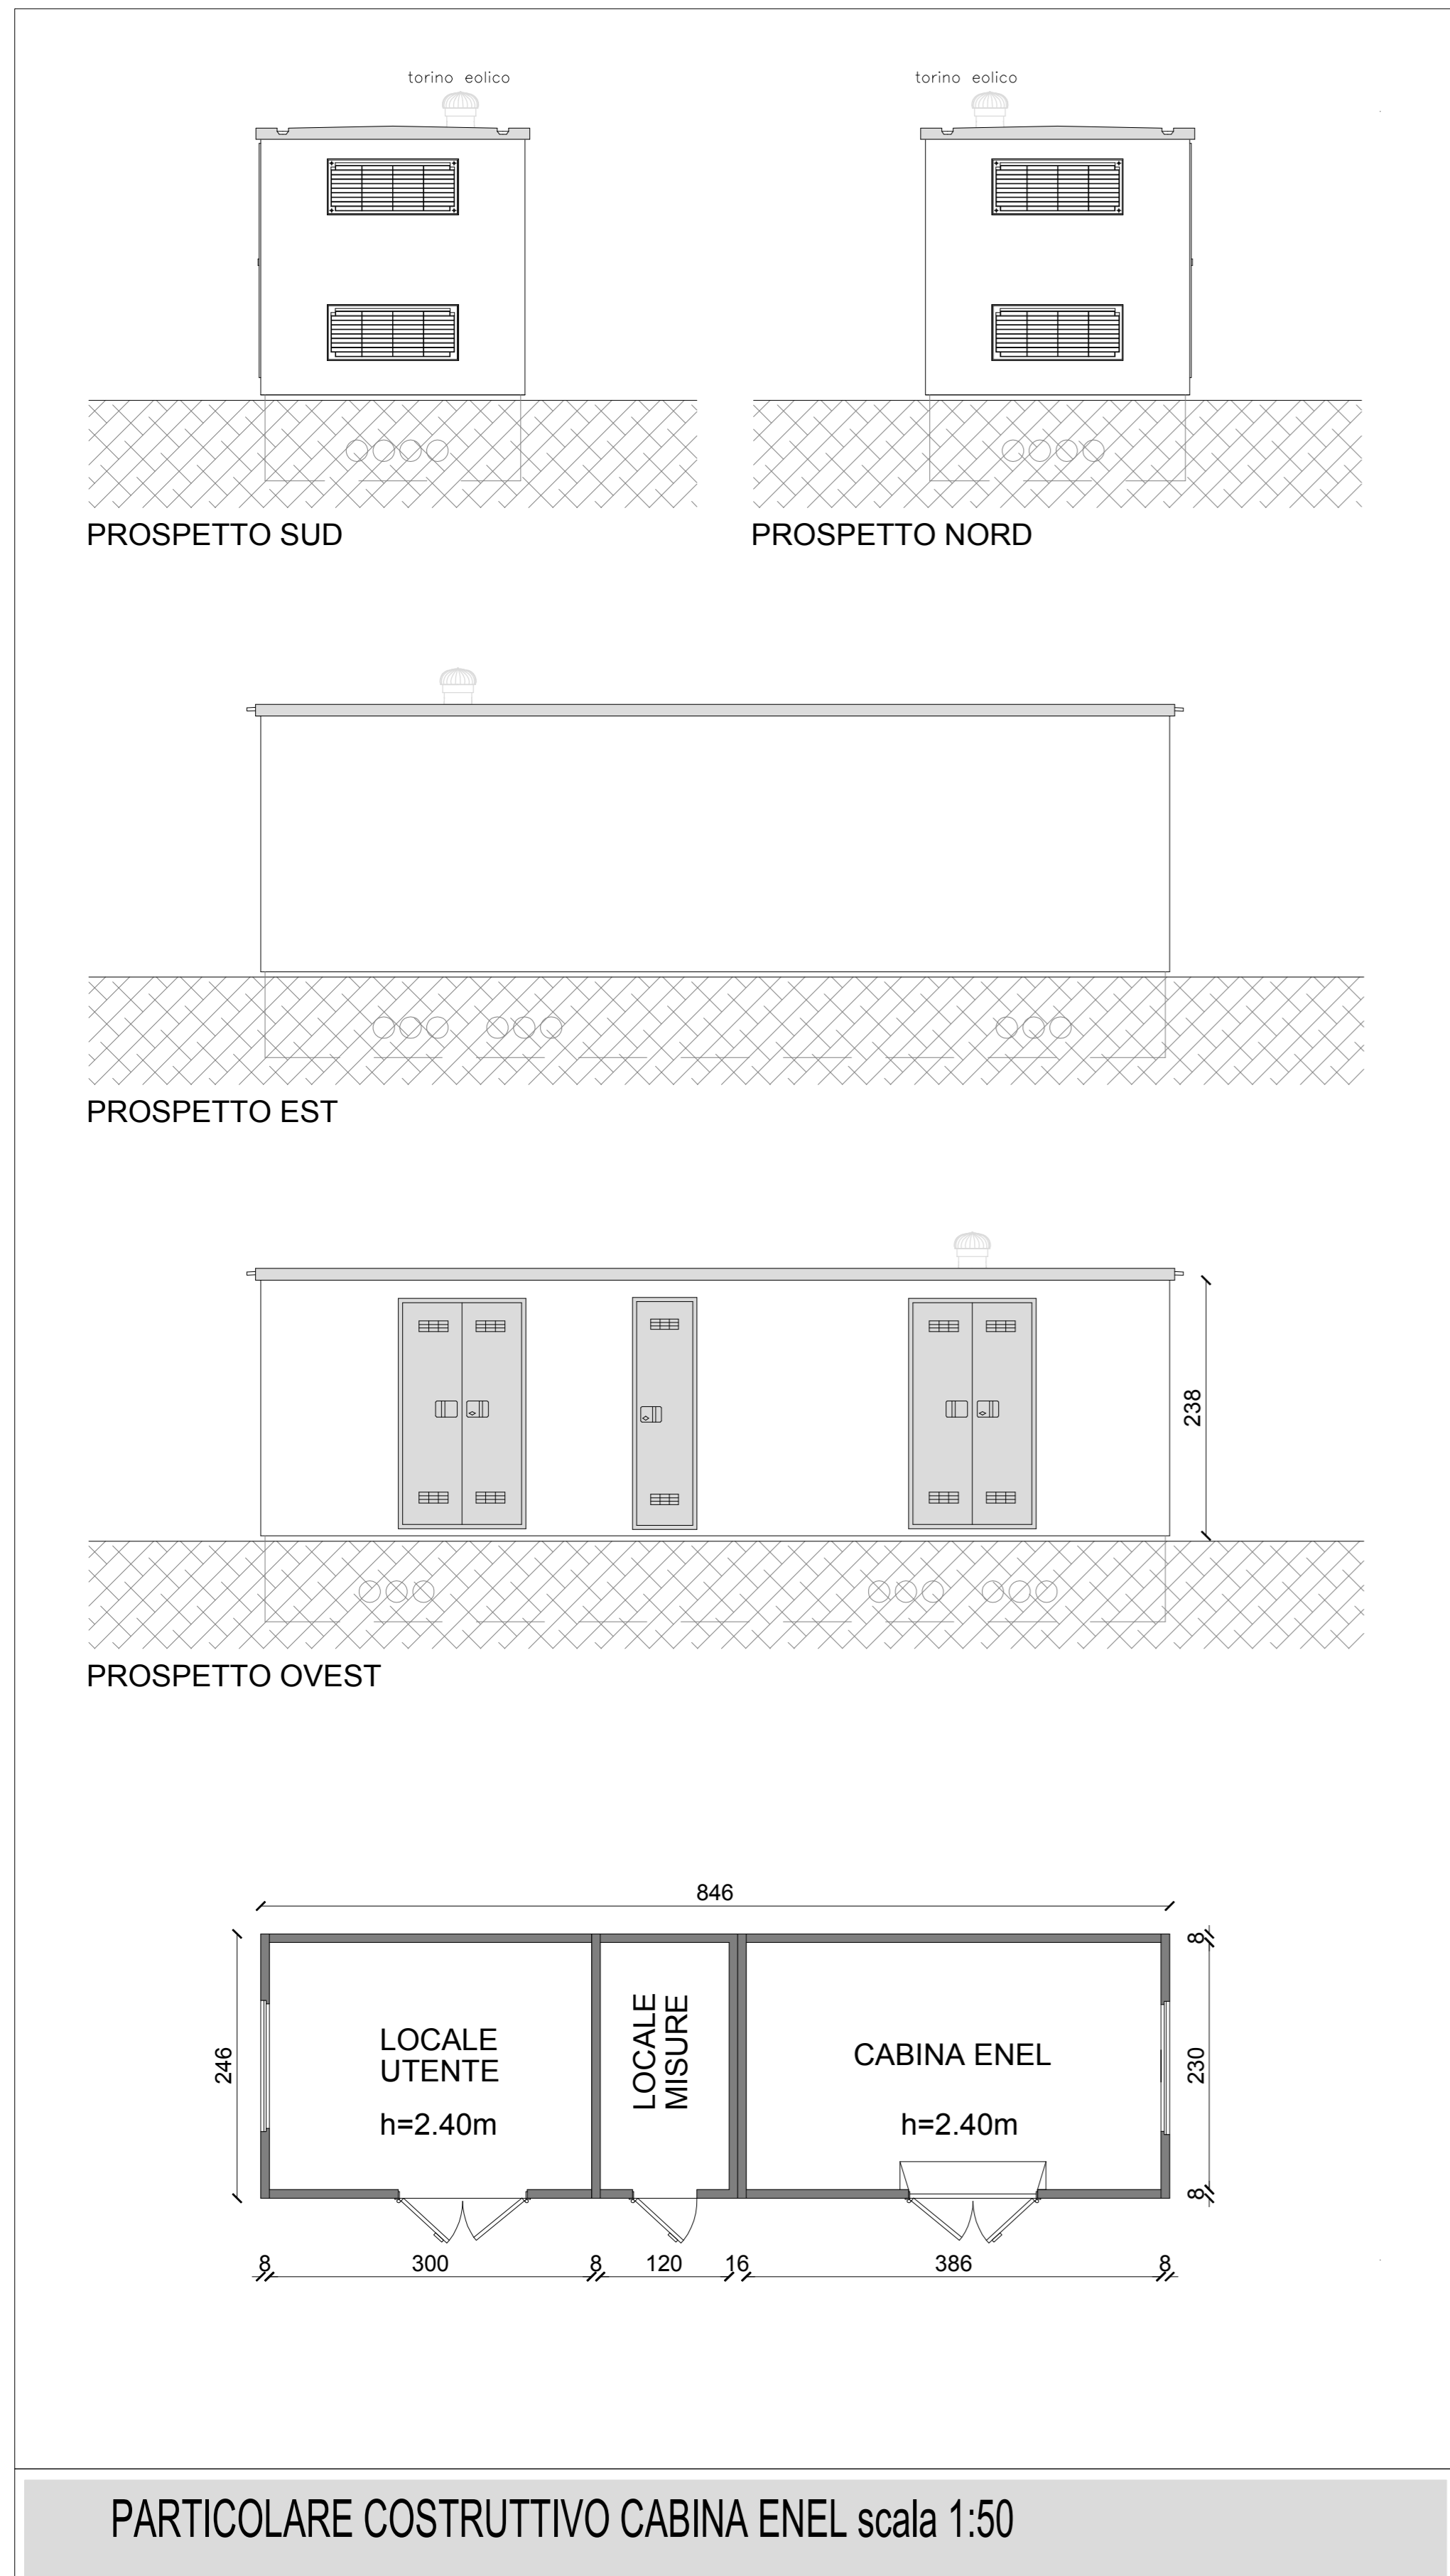 torino eolico
torino eolico
PROSPETTO SUD
PROSPETTO NORD
PROSPETTO EST
238
PROSPETTO OVEST
846
246
LOCALE
UTENTE
h=2.40m
LOCALE
MISURE
CABINA ENEL
h=2.40m
8
230
8
8
300
8
120
16
386
8
PARTICOLARE COSTRUTTIVO CABINA ENEL scala 1:50